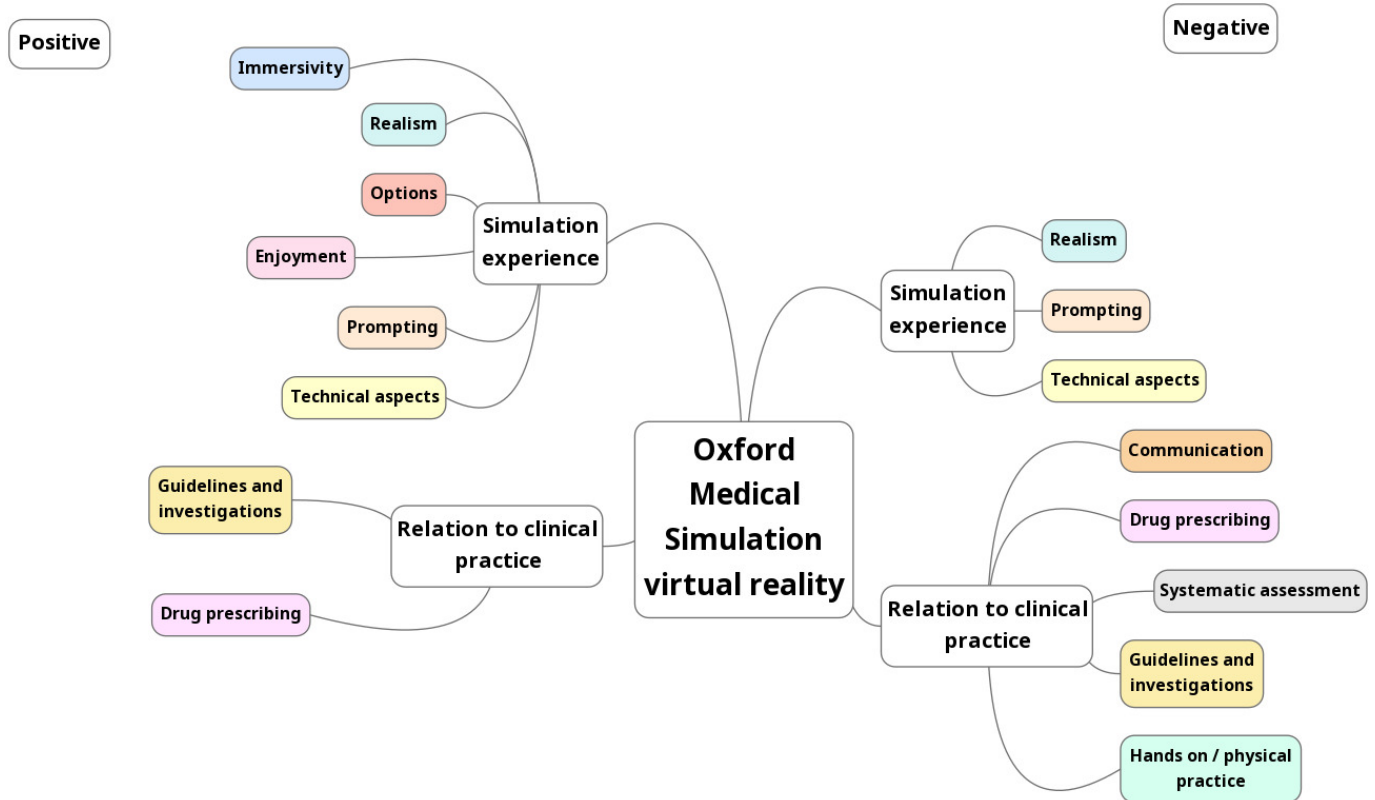 Positive
Negative
Immersivity
Realism
Options
Enjoyment
Prompting
Technical aspects
Simulation
experience
Guidelines and
investigations
Drug prescribing
Relation to clinical
practice
Oxford
Medical
Simulation
virtual reality
Simulation
experience
Realism
Prompting
Technical aspects
Relation to clinical
practice
Communication
Drug prescribing
Systematic assessment
Guidelines and
investigations
Hands on / physical
practice